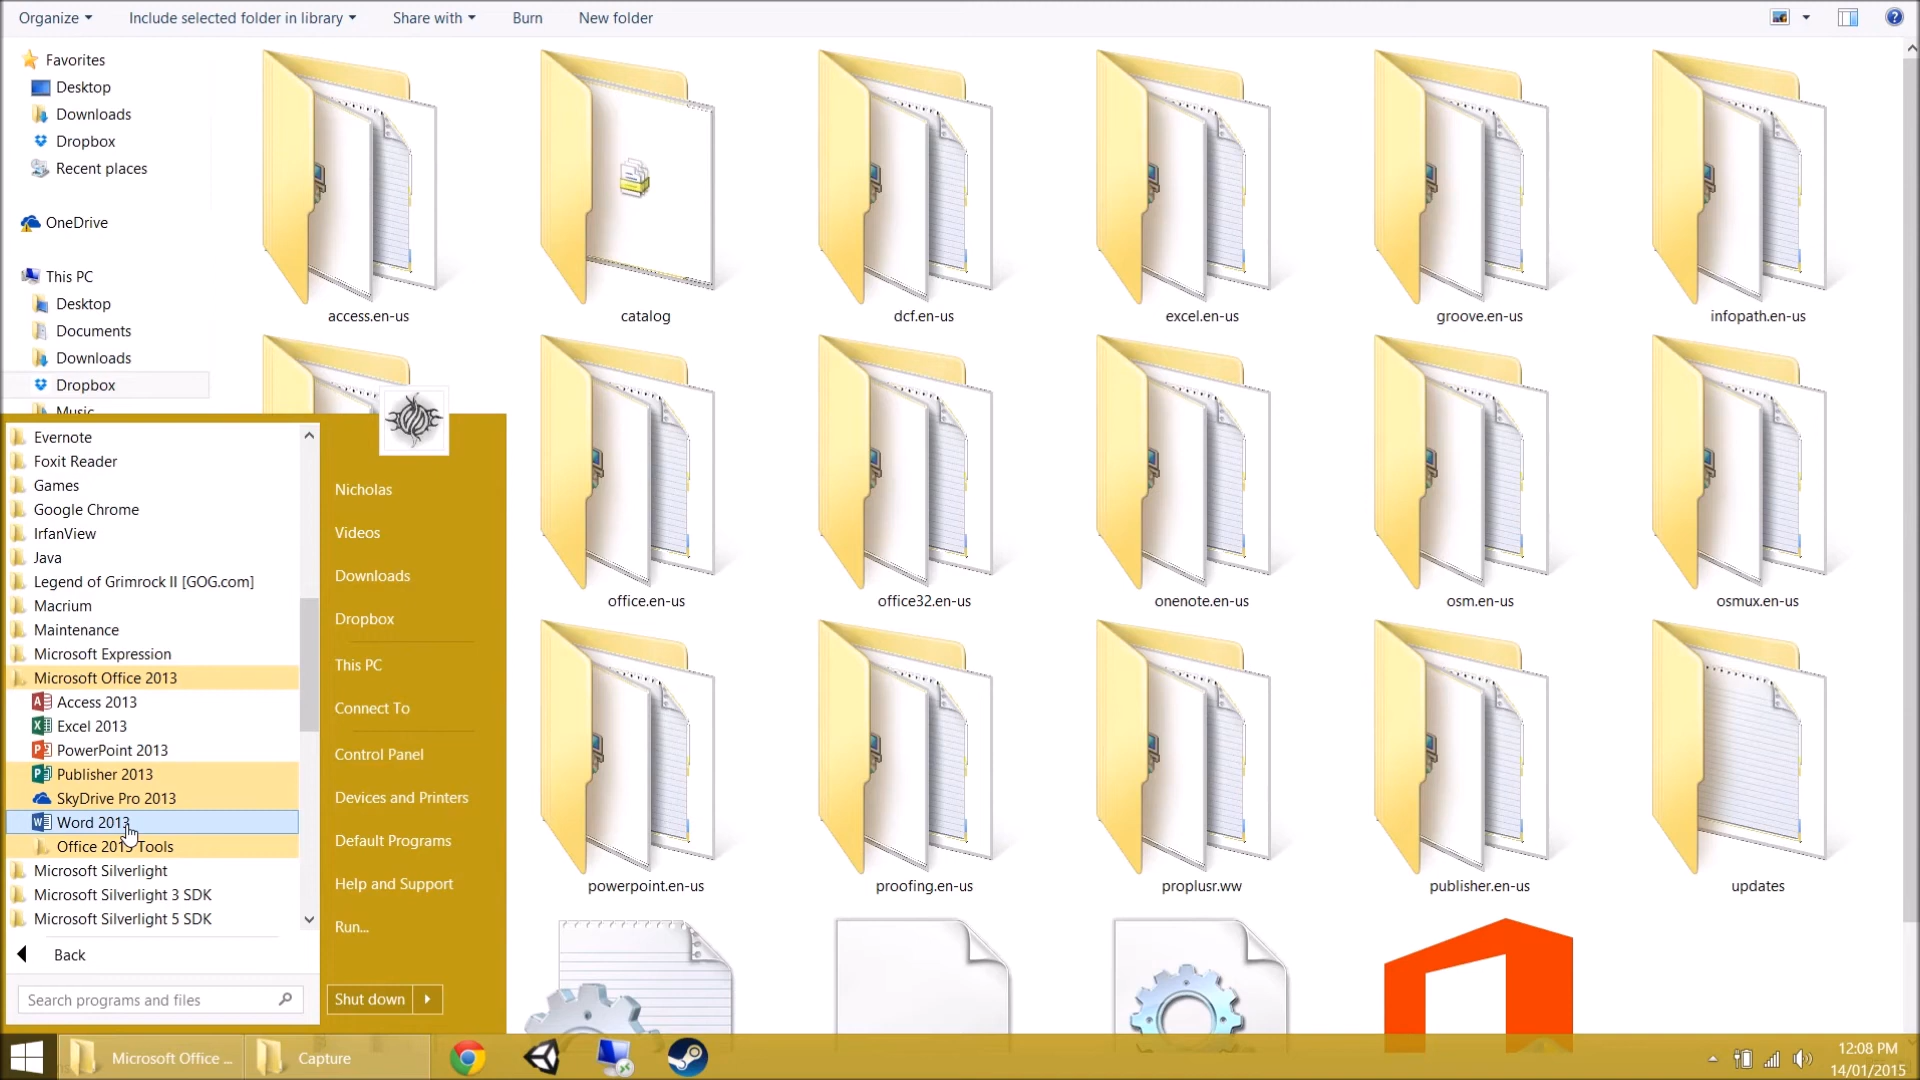 Organize
Include selected folder in library
Share with
Burn
New folder
Favorites
Desktop
Downloads
Dropbox
Recent places
OneDrive
This PC
Desktop
Documents
Downloads
Dropbox
Music
access.en-us
catalog
dcf.en-us
excel.en-us
groove.en-us
infopath.en-us
office.en-us
office32.en-us
onenote.en-us
osm.en-us
osmux.en-us
powerpoint.en-us
proofing.en-us
proplusr.ww
publisher.en-us
updates
Evernote
Foxit Reader
Games
Google Chrome
IrfanView
Java
Legend of Grimrock II [GOG.com]
Macrium
Maintenance
Microsoft Expression
Microsoft Office 2013
Access 2013
Excel 2013
PowerPoint 2013
Publisher 2013
SkyDrive Pro 2013
Word 2013
Office 2013 Tools
Microsoft Silverlight
Microsoft Silverlight 3 SDK
Microsoft Silverlight 5 SDK
Back
Search programs and files
Nicholas
Videos
Downloads
Dropbox
This PC
Connect To
Control Panel
Devices and Printers
Default Programs
Help and Support
Run...
Shut down
Microsoft Office ...
Capture
12:08 PM
14/01/2015